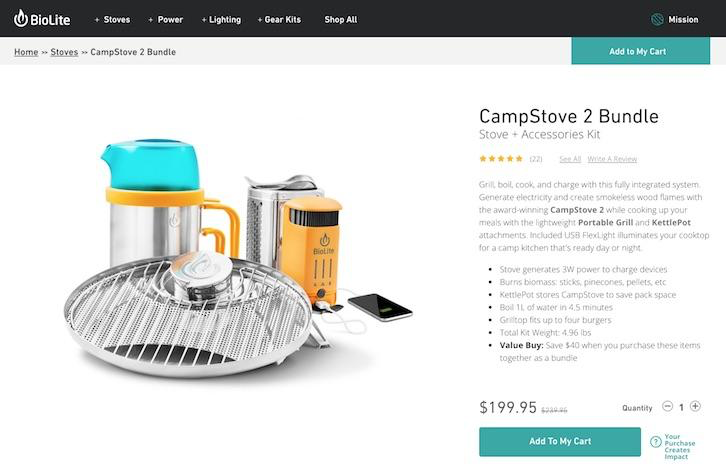 BioLite
+ Stoves + Power + Lighting + Gear Kits Shop All Mission
Home >> Stoves >> CampStove 2 Bundle
Add to My Cart
BioLite
CampStove 2 Bundle
Stove + Accessories Kit
(22) See All Write A Review
Grill, boil, cook, and charge with this fully integrated system.
Generate electricity and create smokeless wood flames with
the award-winning CampStove 2 while cooking up your
meals with the lightweight Portable Grill and KettlePot
attachments. Included USB FlexLight illuminates your cooktop
for a camp kitchen that's ready day or night.
• Stove generates 3W power to charge devices
• Burns biomass: sticks, pinecones, pellets, etc
• KettlePot stores CampStove to save pack space
• Boil 1L of water in 4.5 minutes
• Grilltop fits up to four burgers
• Total Kit Weight: 4.96 lbs
• Value Buy: Save $40 when you purchase these items
together as a bundle
$199.95 $239.95 Quantity 1
Add To My Cart
? Your
Purchase
Creates
Impact